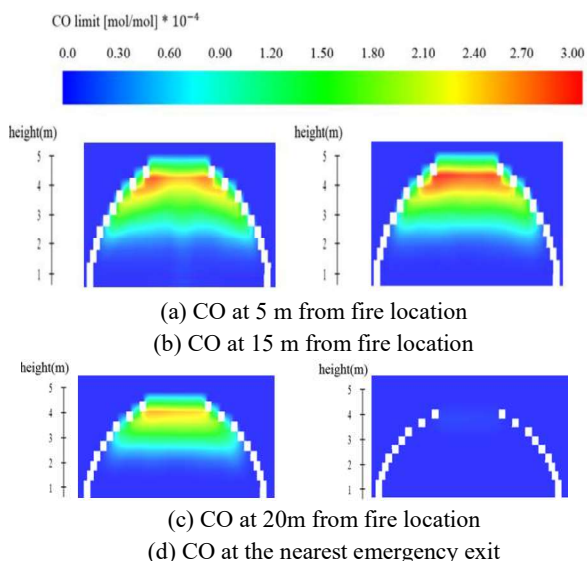 CO limit [mol/mol] * 10⁻⁴
0.0 0.30 0.60 0.90 1.20 1.50 1.80 2.10 2.40 2.70 3.00
height(m) height(m)
5 5
4 4
3 3
2 2
1 1
(a) CO at 5 m from fire location
(b) CO at 15 m from fire location
height(m) height(m)
5 5
4 4
3 3
2 2
1 1
(c) CO at 20m from fire location
(d) CO at the nearest emergency exit